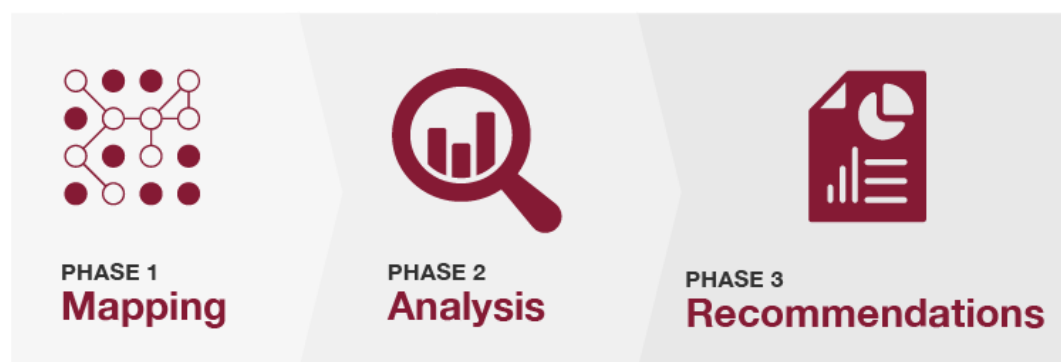 PHASE 1
Mapping
PHASE 2
Analysis
PHASE 3
Recommendations